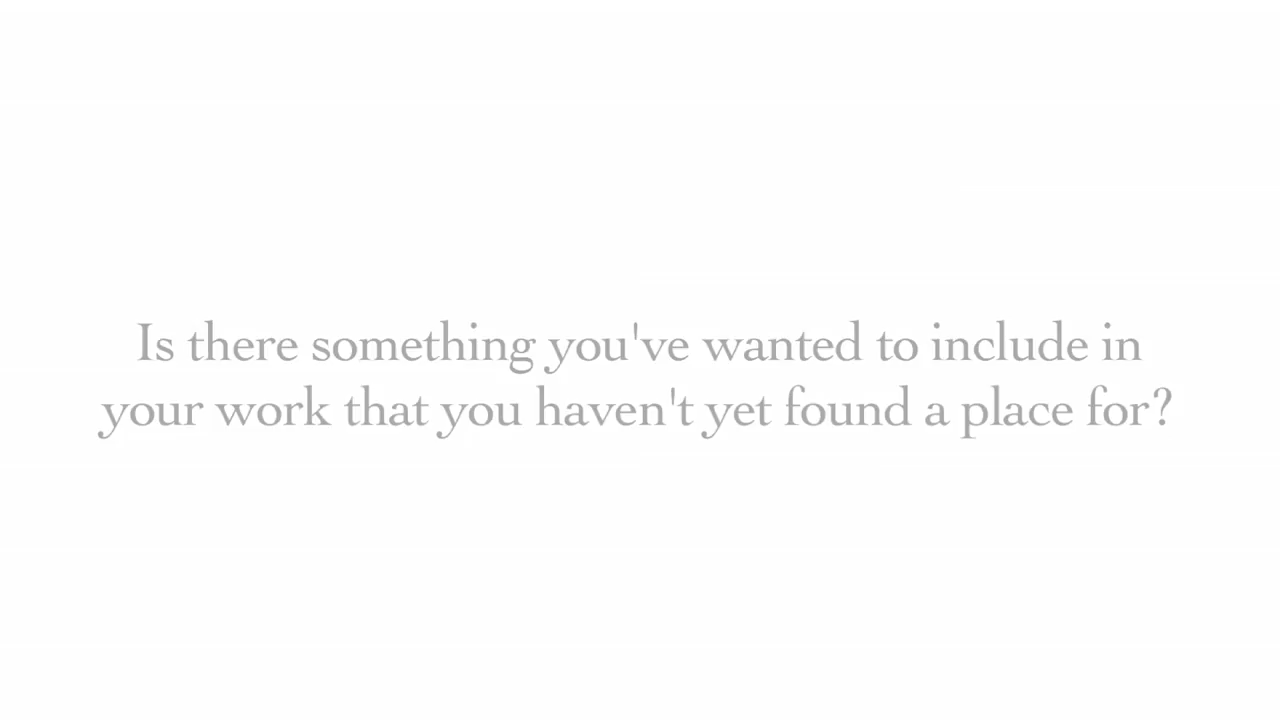 Is there something you've wanted to include in
your work that you haven't yet found a place for?